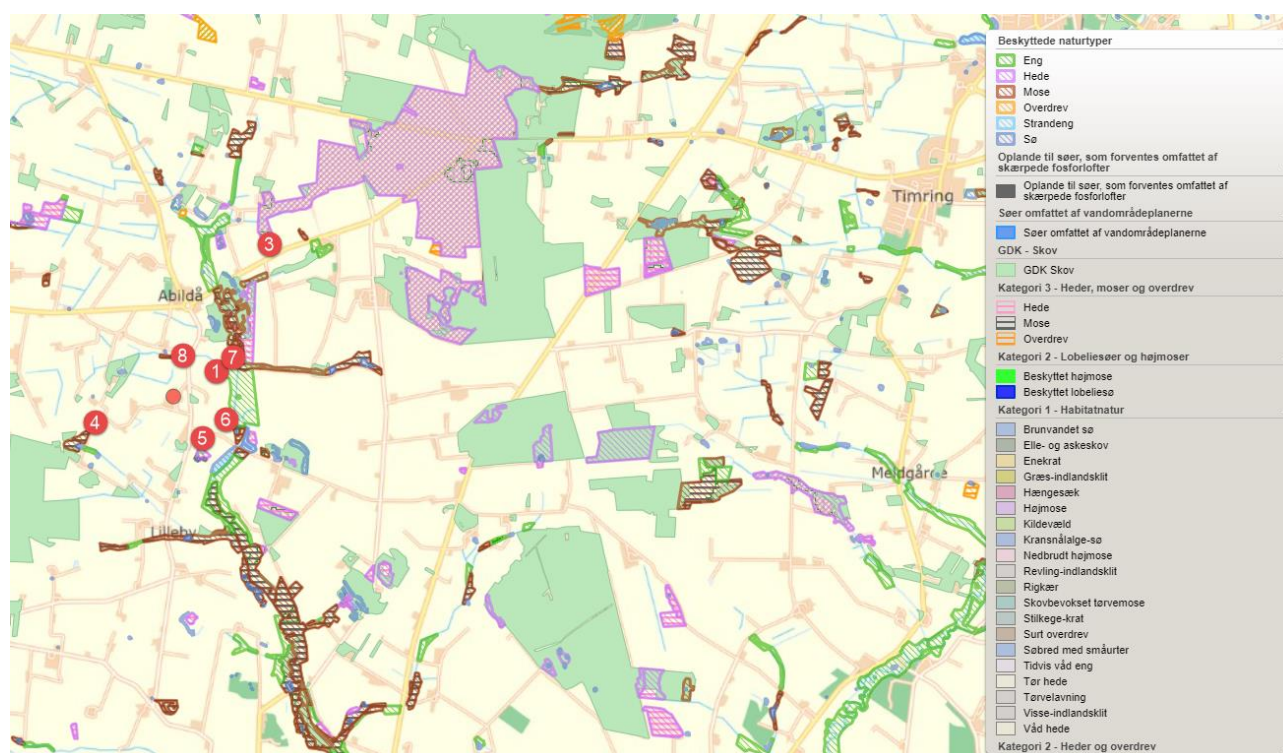 Timring
3
Abildå
8
7
1
6
4
5
Meldgårde
Lilleby
Beskyttede naturtyper
Eng
Hede
Mose
Overdrev
Strandeng
Sø
Oplande til søer, som forventes omfattet af
skærpede fosforlofter
Oplande til søer, som forventes omfattet af
skærpede fosforlofter
Søer omfattet af vandområdeplanerne
Søer omfattet af vandområdeplanerne
GDK - Skov
GDK Skov
Kategori 3 - Heder, moser og overdrev
Hede
Mose
Overdrev
Kategori 2 - Lobeliesøer og højmoser
Beskyttet højmose
Beskyttet lobeliesø
Kategori 1 - Habitatnatur
Brunvandet sø
Elle- og askeskov
Enekrat
Græs-indlandsklit
Hængesæk
Højmose
Kildevæld
Kransnålalge-sø
Nedbrudt højmose
Revling-indlandsklit
Rigkær
Skovbevokset tørvemose
Stilkege-krat
Surt overdrev
Søbred med småurter
Tidvis våd eng
Tør hede
Tørvelavning
Visse-indlandsklit
Våd hede
Kategori 2 - Heder og overdrev